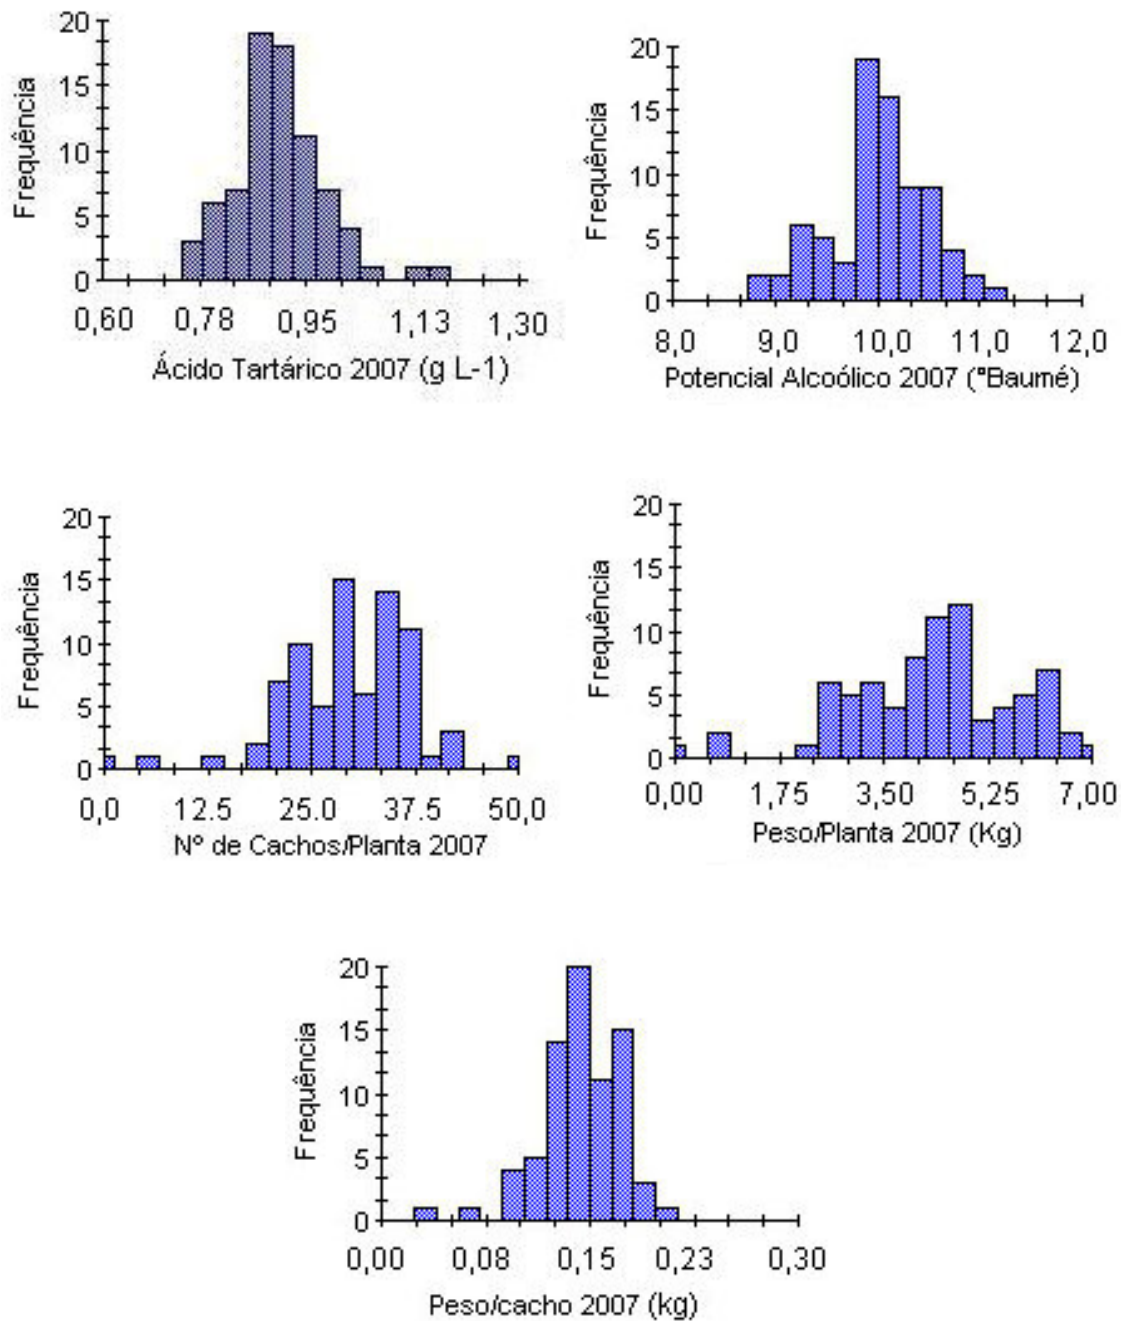 20
15
10
5
0
Frequência
0,60 0,78 0,95 1,13 1,30
Ácido Tartárico 2007 (g L-1)
20
15
10
5
0
Frequência
8,0 9,0 10,0 11,0 12,0
Potencial Alcoólico 2007 (°Baumé)
20
15
10
5
0
Frequência
0,0 12.5 25.0 37.5 50,0
Nº de Cachos/Planta 2007
20
15
10
5
0
Frequência
0,00 1,75 3,50 5,25 7,00
Peso/Planta 2007 (Kg)
20
15
10
5
0
Frequência
0,00 0,08 0,15 0,23 0,30
Peso/cacho 2007 (kg)